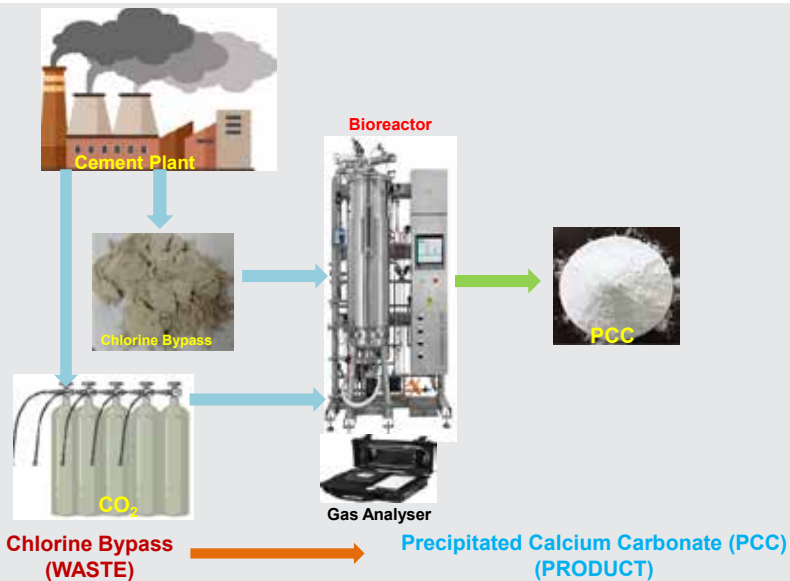 Cement Plant
Bioreactor
Chlorine Bypass
PCC
CO₂
Gas Analyser
Chlorine Bypass
(WASTE)
Precipitated Calcium Carbonate (PCC)
(PRODUCT)